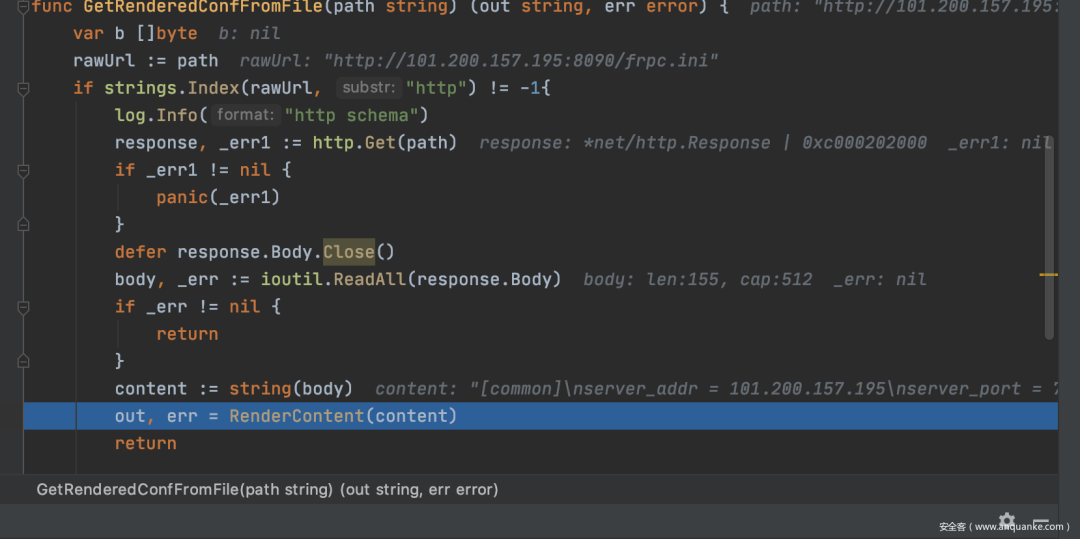 func GetRenderedConfFromFile(path string) (out string, err error) { path: "http://101.200.157.195:
var b []byte b: nil
rawUrl := path rawUrl: "http://101.200.157.195:8090/frpc.ini"
if strings.Index(rawUrl, substr: "http") != -1{
log.Info( format: "http schema")
response, _err1 := http.Get(path) response: *net/http.Response | 0xc000202000 _err1: nil
if _err1 != nil {
panic(_err1)
}
defer response.Body.Close()
body, _err := ioutil.ReadAll(response.Body) body: len:155, cap:512 _err: nil
if _err != nil {
return
}
content := string(body) content: "[common]\nserver_addr = 101.200.157.195\nserver_port = 7
out, err = RenderContent(content)
return
GetRenderedConfFromFile(path string) (out string, err error)
安全客（www.anquanke.com）